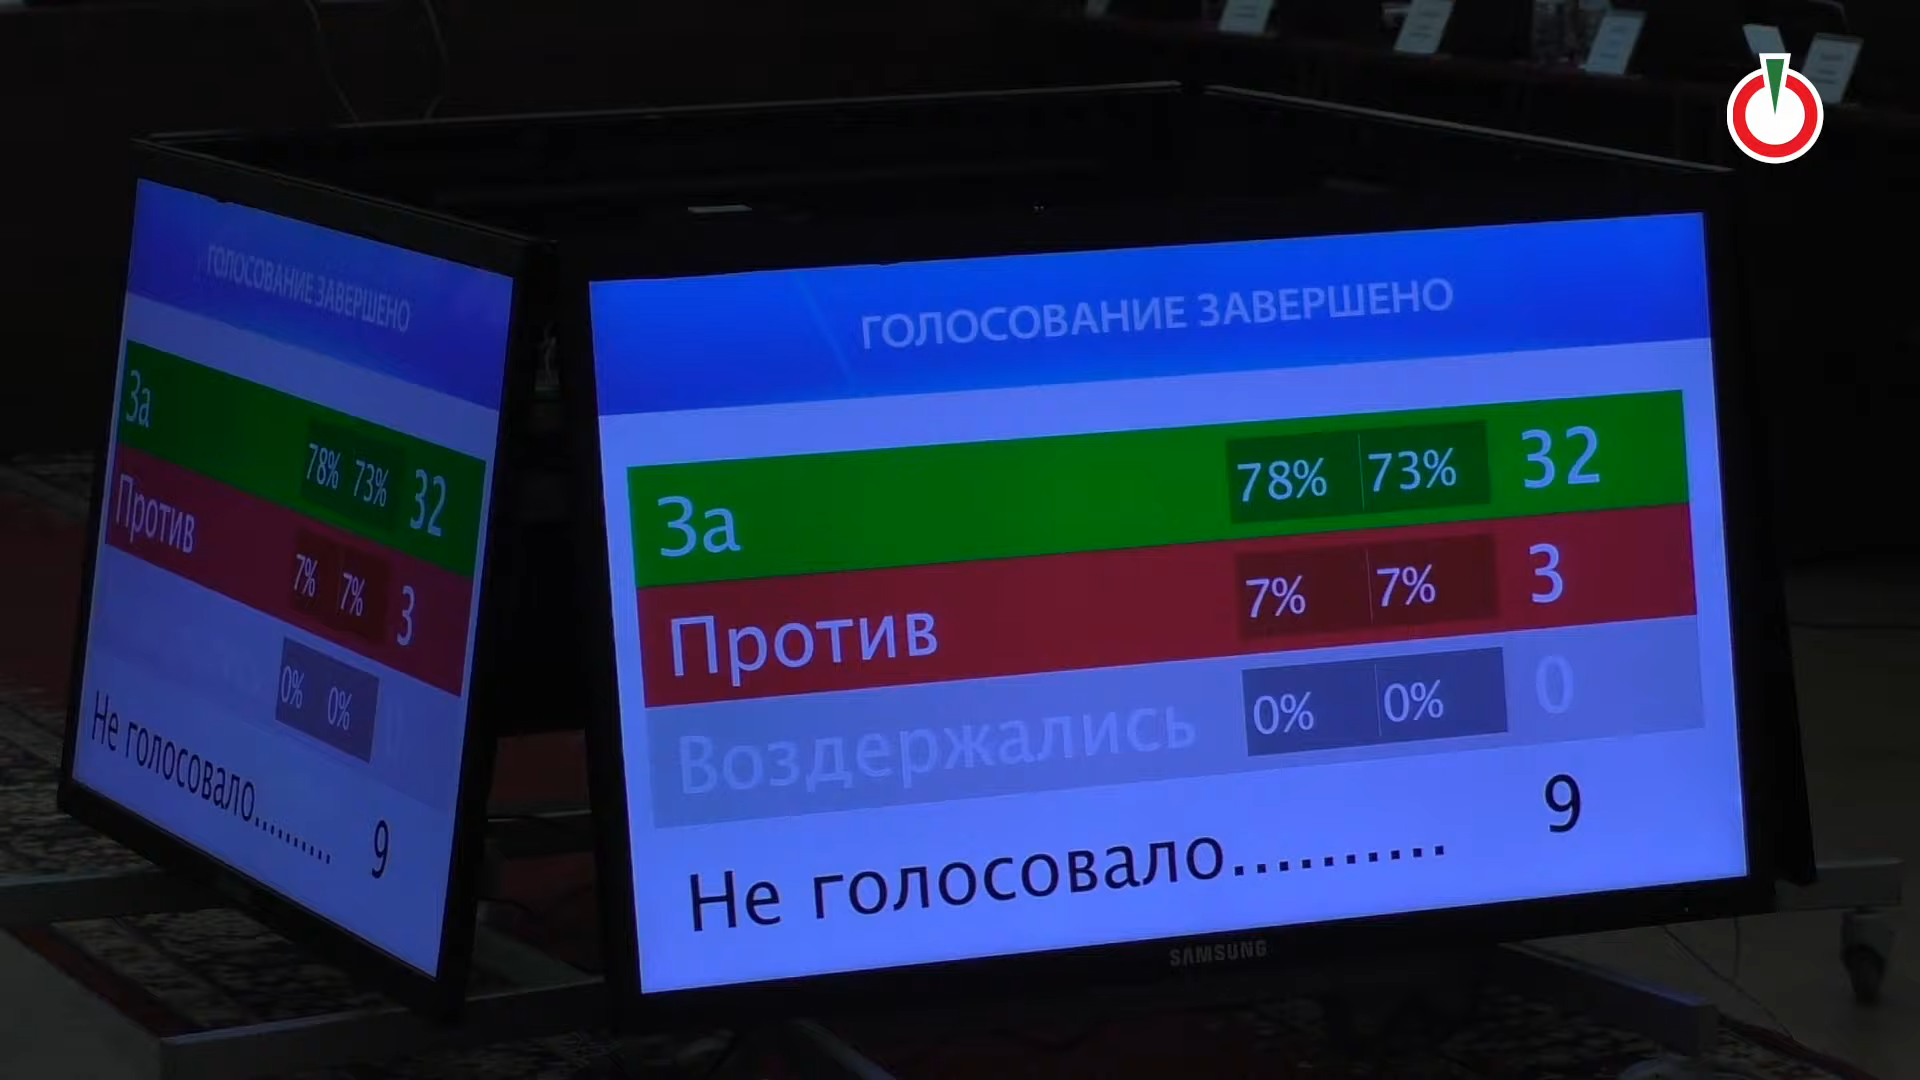 ГОЛОСОВАНИЕ ЗАВЕРШЕНО
За 78% 73% 32
Против 7% 7% 3
0% 0%
Не голосовало.......... 9
ГОЛОСОВАНИЕ ЗАВЕРШЕНО
За 78% 73% 32
Против 7% 7% 3
Воздержались 0% 0% 0
Не голосовало.......... 9
SAMSUNG